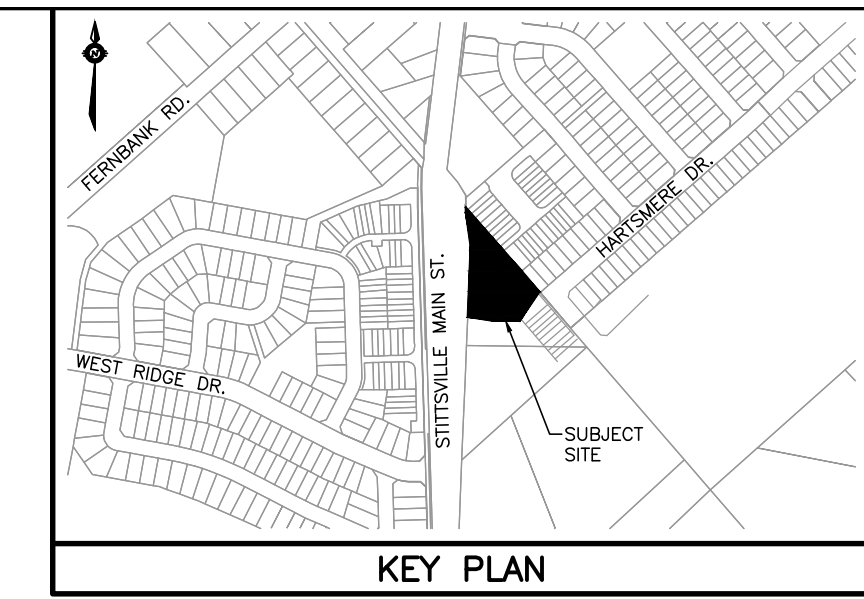 N
FERNBANK RD.
HARTSMERE DR.
STITTSVILLE MAIN ST.
WEST RIDGE DR.
SUBJECT
SITE
KEY PLAN